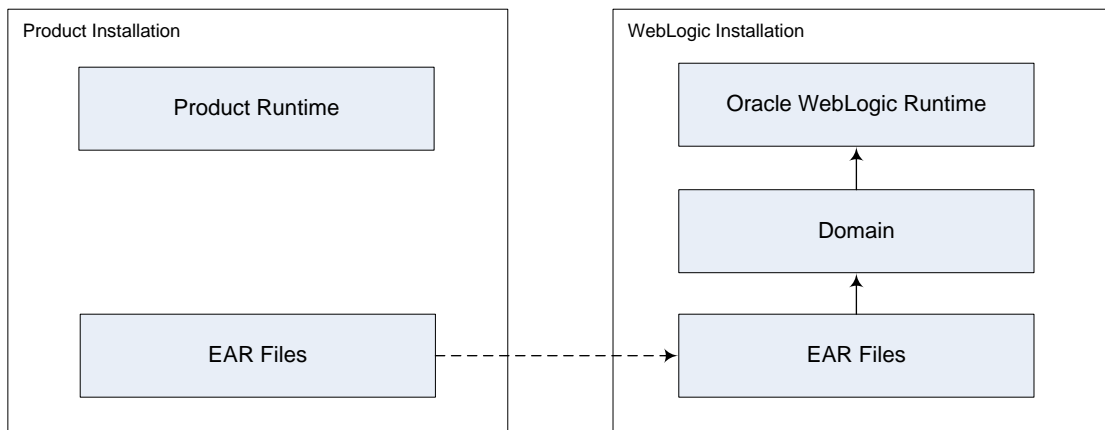 Product Installation
Product Runtime
EAR Files
WebLogic Installation
Oracle WebLogic Runtime
Domain
EAR Files